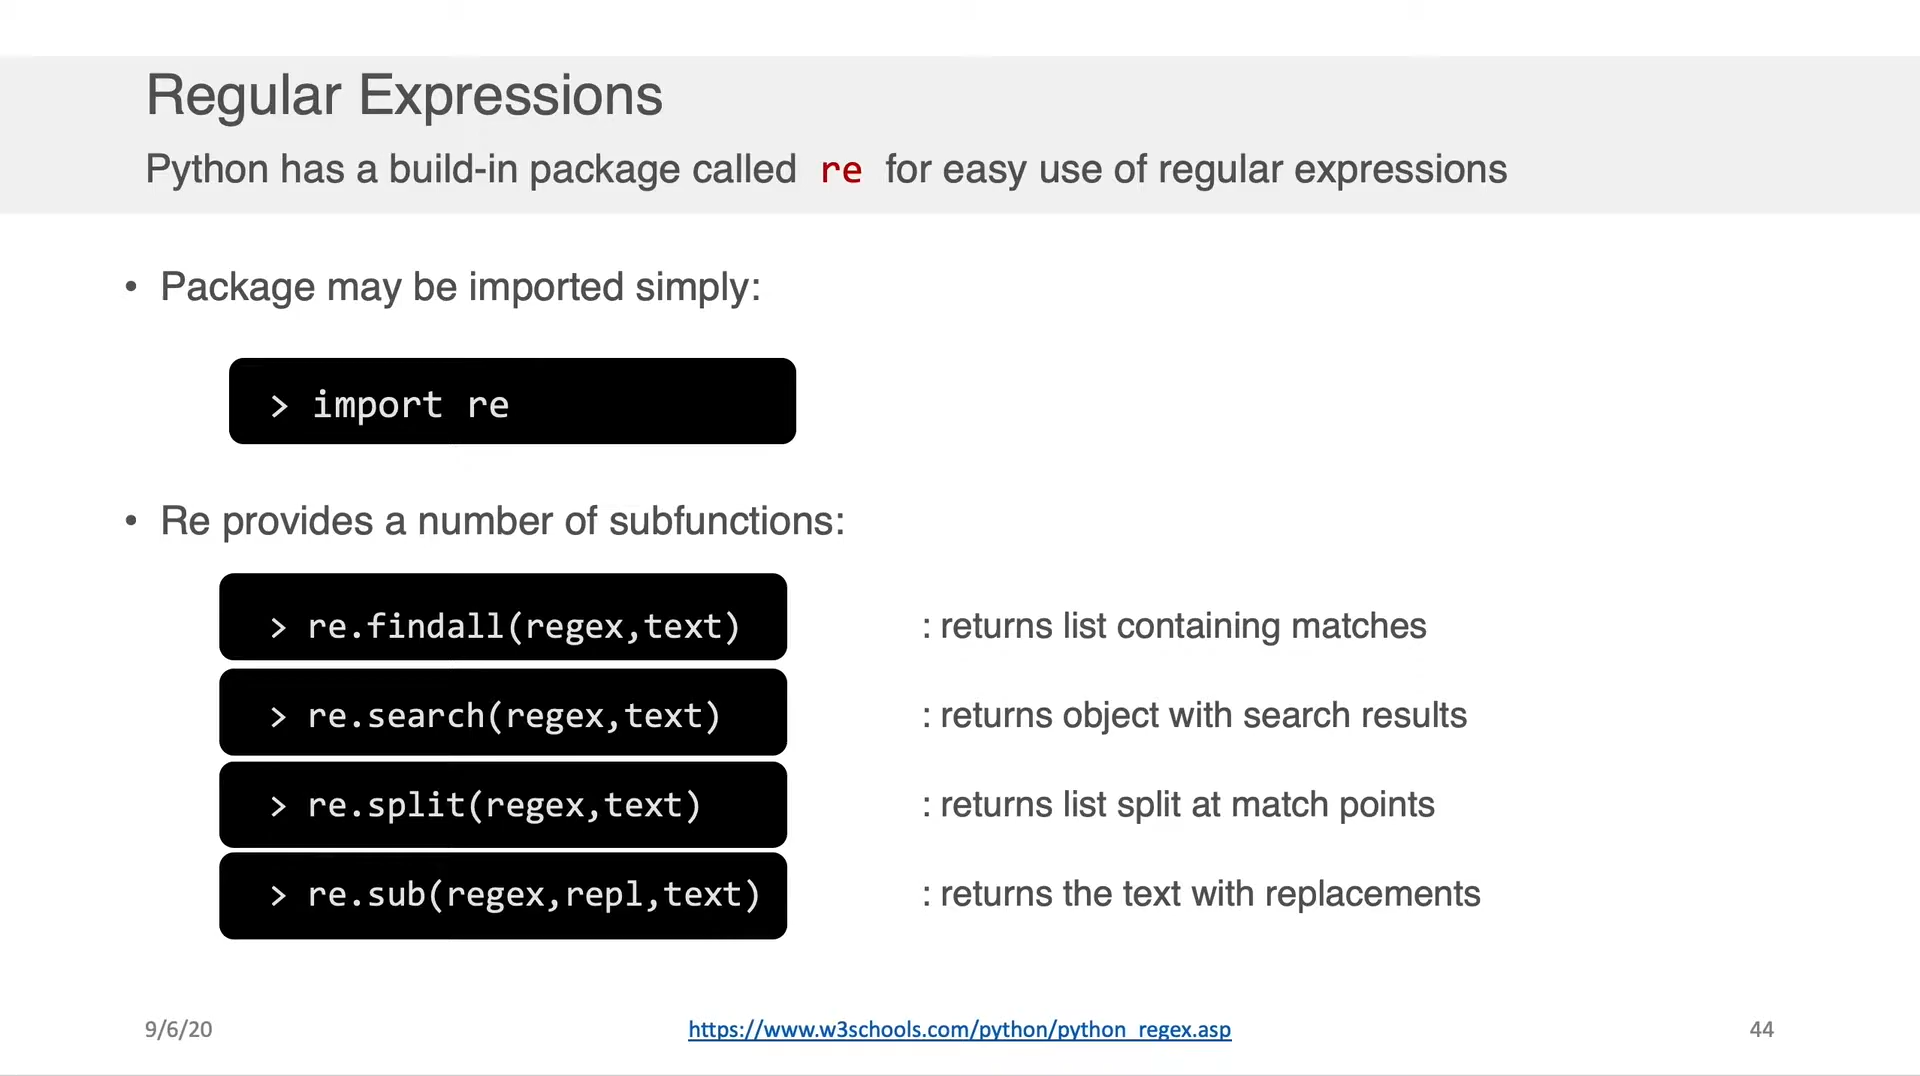 Regular Expressions
Python has a build-in package called re for easy use of regular expressions
• Package may be imported simply:
> import re
• Re provides a number of subfunctions:
> re.findall(regex,text) : returns list containing matches
> re.search(regex,text) : returns object with search results
> re.split(regex,text) : returns list split at match points
> re.sub(regex,repl,text) : returns the text with replacements
9/6/20 https://www.w3schools.com/python/python_regex.asp 44